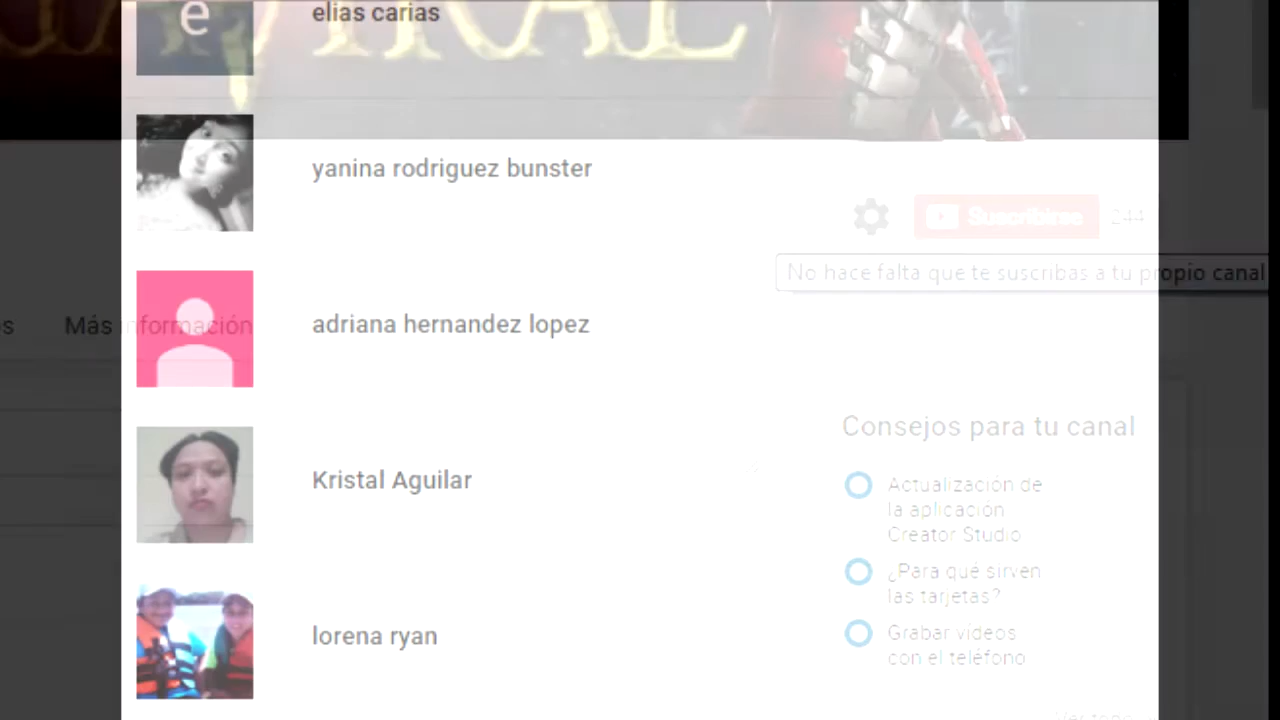 VIRAL
e
elias carias
yanina rodriguez bunster
Suscribirse
244
No hace falta que te suscribas a tu propio canal
Más información
adriana hernandez lopez
Consejos para tu canal
Kristal Aguilar
Actualización de
la aplicación
Creator Studio
¿Para qué sirven
las tarjetas?
lorena ryan
Grabar vídeos
con el teléfono